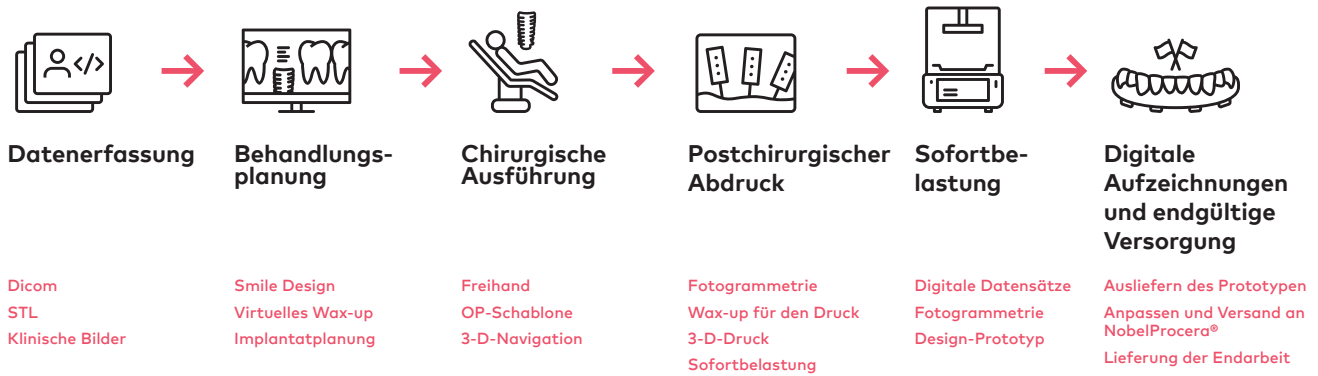 Datenerfassung
Dicom
STL
Klinische Bilder
Behandlungs-
planung
Smile Design
Virtuelles Wax-up
Implantatplanung
Chirurgische
Ausführung
Freihand
OP-Schablone
3-D-Navigation
Postchirurgischer
Abdruck
Fotogrammetrie
Wax-up für den Druck
3-D-Druck
Sofortbelastung
Sofortbe-
lastung
Digitale Datensätze
Fotogrammetrie
Design-Prototyp
Digitale
Aufzeichnungen
und endgültige
Versorgung
Ausliefern des Prototypen
Anpassen und Versand an
NobelProcera®
Lieferung der Endarbeit